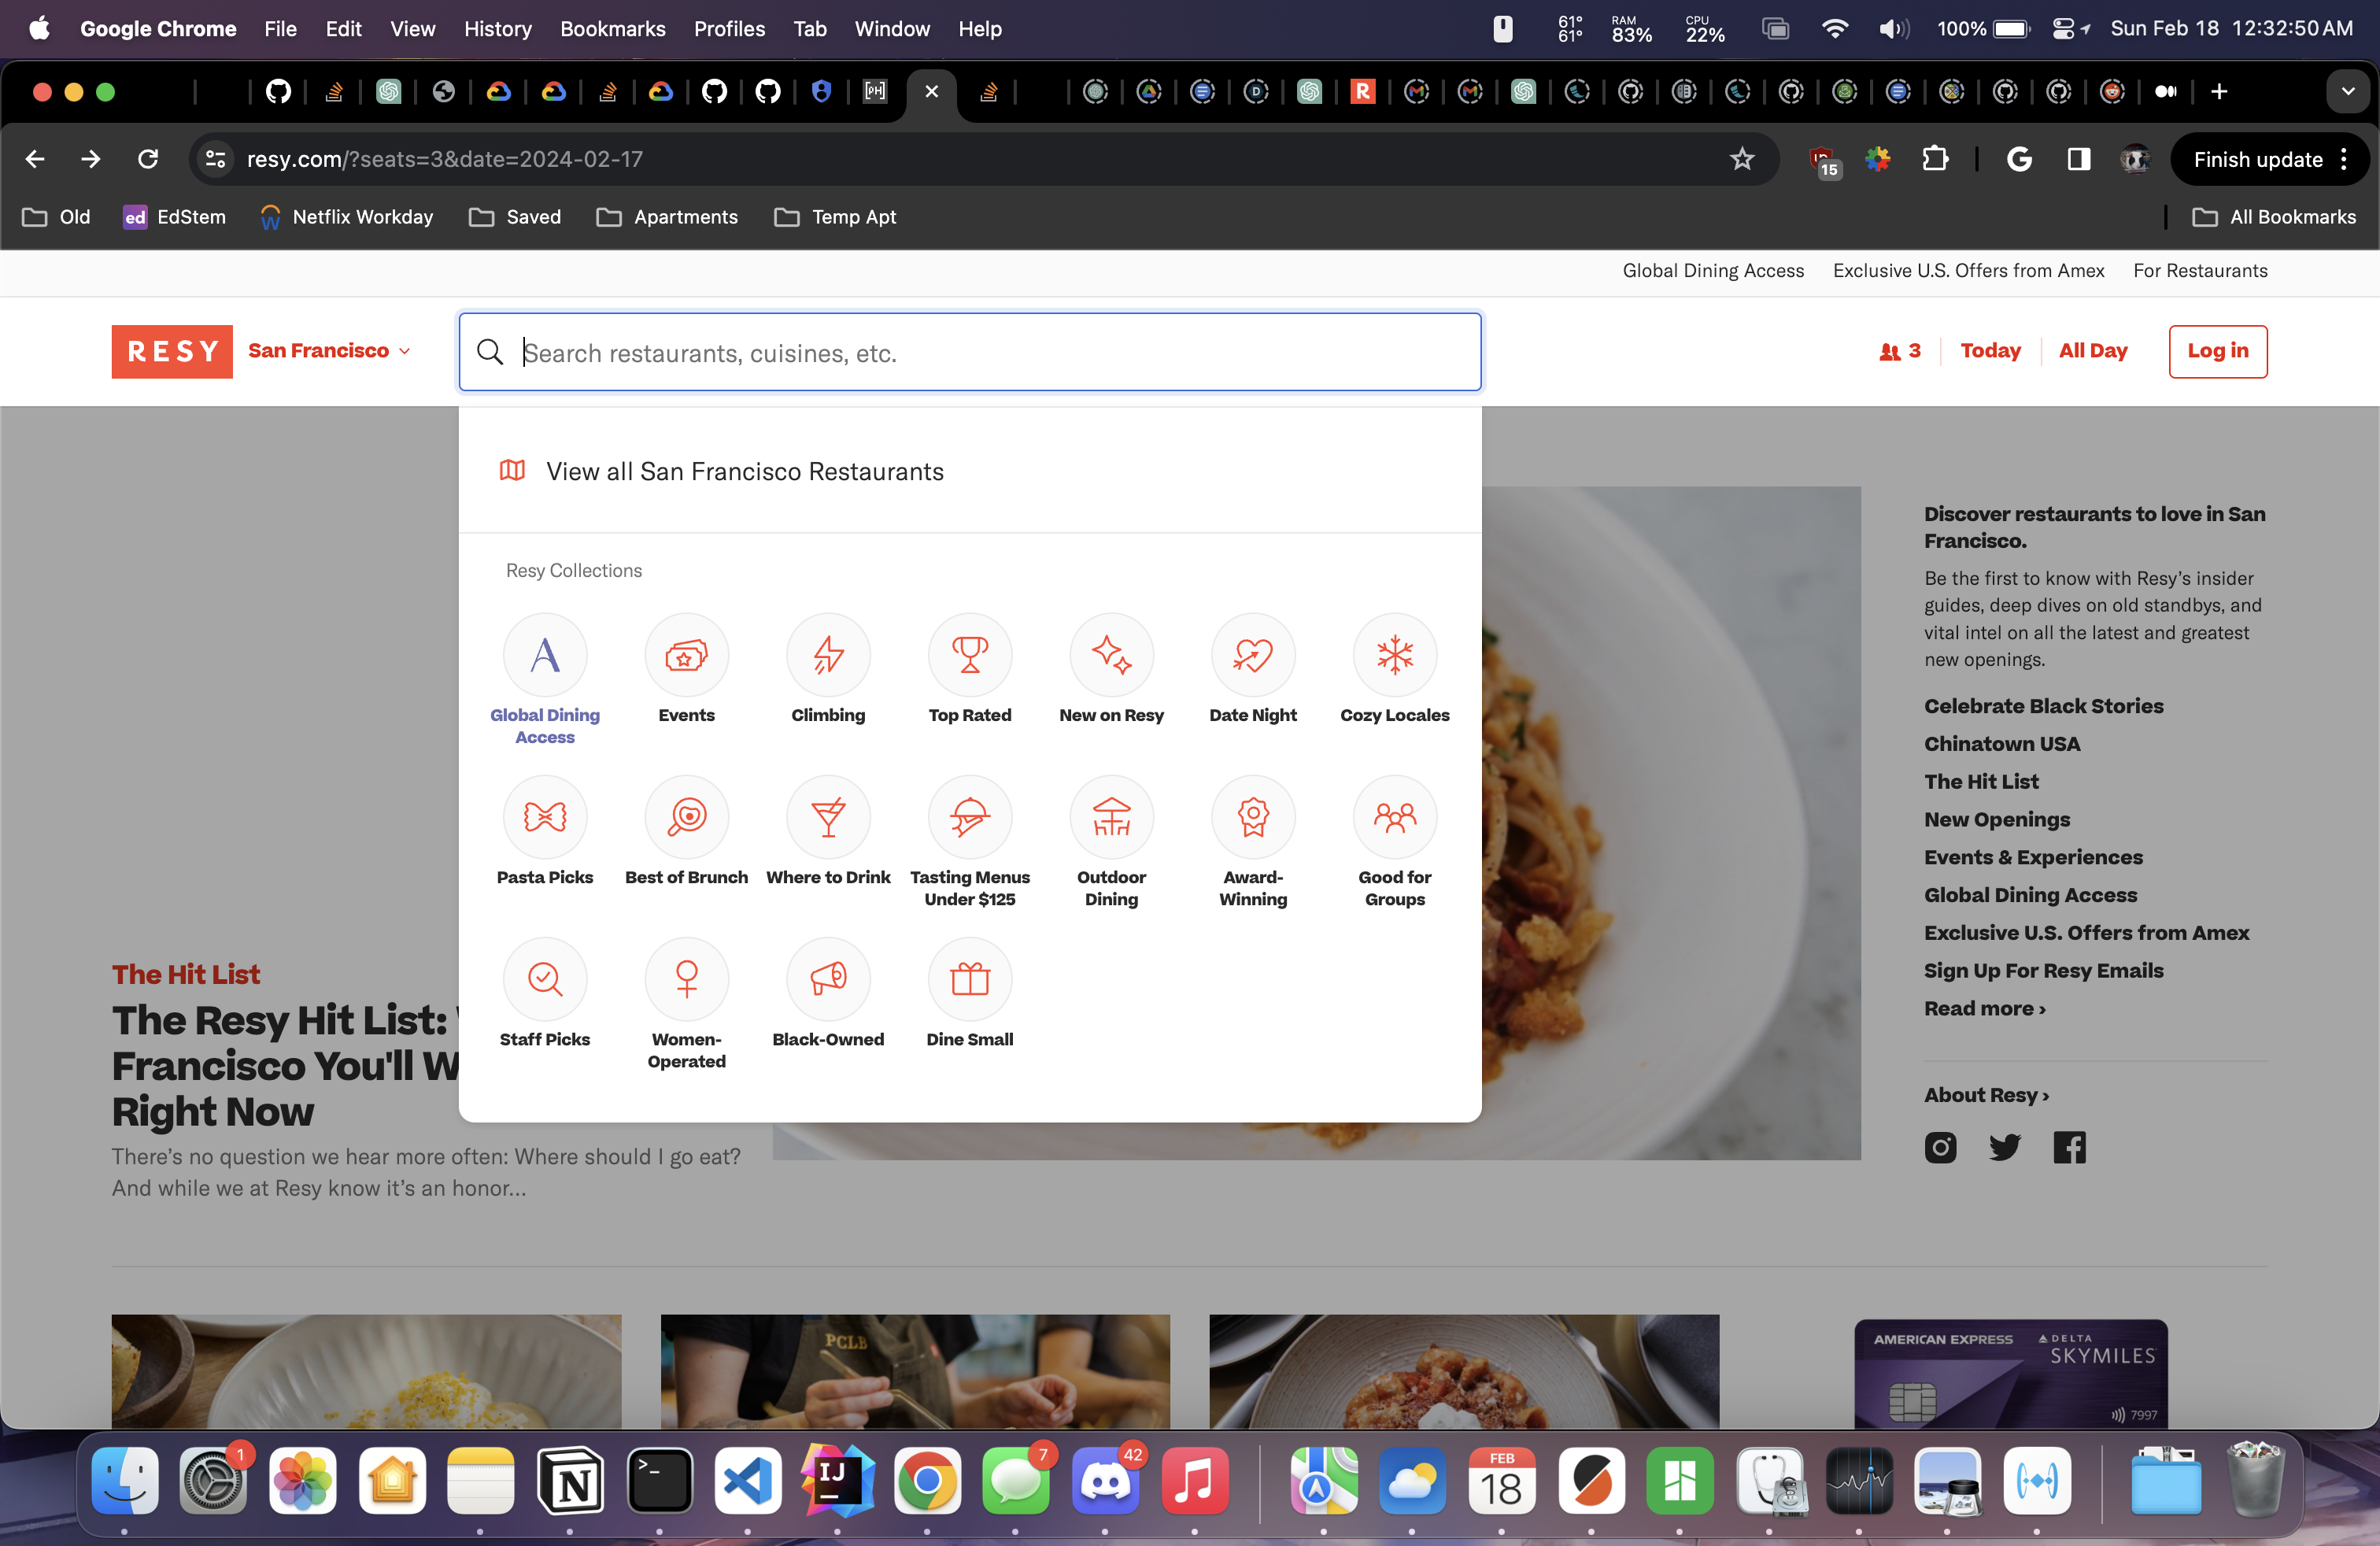 Google Chrome File Edit View History Bookmarks Profiles Tab Window Help
61° 61° RAM 83% CPU 22% 100% Sun Feb 18 12:32:50 AM
resy.com/?seats=3&date=2024-02-17
15
Finish update
Old
EdStem
Netflix Workday
Saved
Apartments
Temp Apt
All Bookmarks
Global Dining Access Exclusive U.S. Offers from Amex For Restaurants
RESY
San Francisco
Search restaurants, cuisines, etc.
3 Today All Day
Log in
View all San Francisco Restaurants
Resy Collections
Global Dining
Access
Events
Climbing
Top Rated
New on Resy
Date Night
Cozy Locales
Pasta Picks
Best of Brunch
Where to Drink
Tasting Menus
Under $125
Outdoor
Dining
Award-
Winning
Good for
Groups
Staff Picks
Women-
Operated
Black-Owned
Dine Small
The Hit List
The Resy Hit List:
Francisco You'll W
Right Now
There's no question we hear more often: Where should I go eat?
And while we at Resy know it's an honor...
Discover restaurants to love in San
Francisco.
Be the first to know with Resy's insider
guides, deep dives on old standbys, and
vital intel on all the latest and greatest
new openings.
Celebrate Black Stories
Chinatown USA
The Hit List
New Openings
Events & Experiences
Global Dining Access
Exclusive U.S. Offers from Amex
Sign Up For Resy Emails
Read more ›
About Resy ›
PCLB
AMERICAN EXPRESS DELTA
SKYMILES
7997
1
7
42
FEB
18